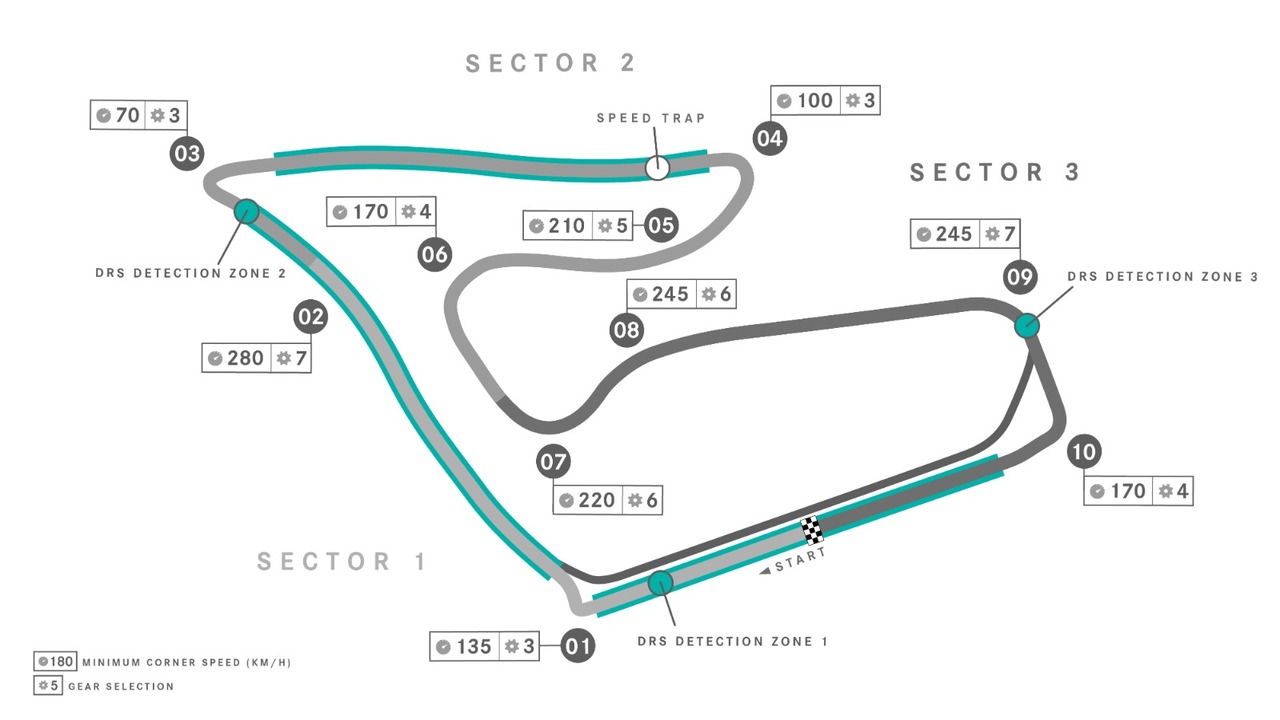 SECTOR 2
100 3
70 3
SPEED TRAP
04
03
SECTOR 3
170 4
210 5
05
245 7
06
DRS DETECTION ZONE 2
09
DRS DETECTION ZONE 3
245 6
02
08
280 7
10
07
170 4
220 6
START
SECTOR 1
DRS DETECTION ZONE 1
135 3
01
180 MINIMUM CORNER SPEED (KM/H)
5 GEAR SELECTION